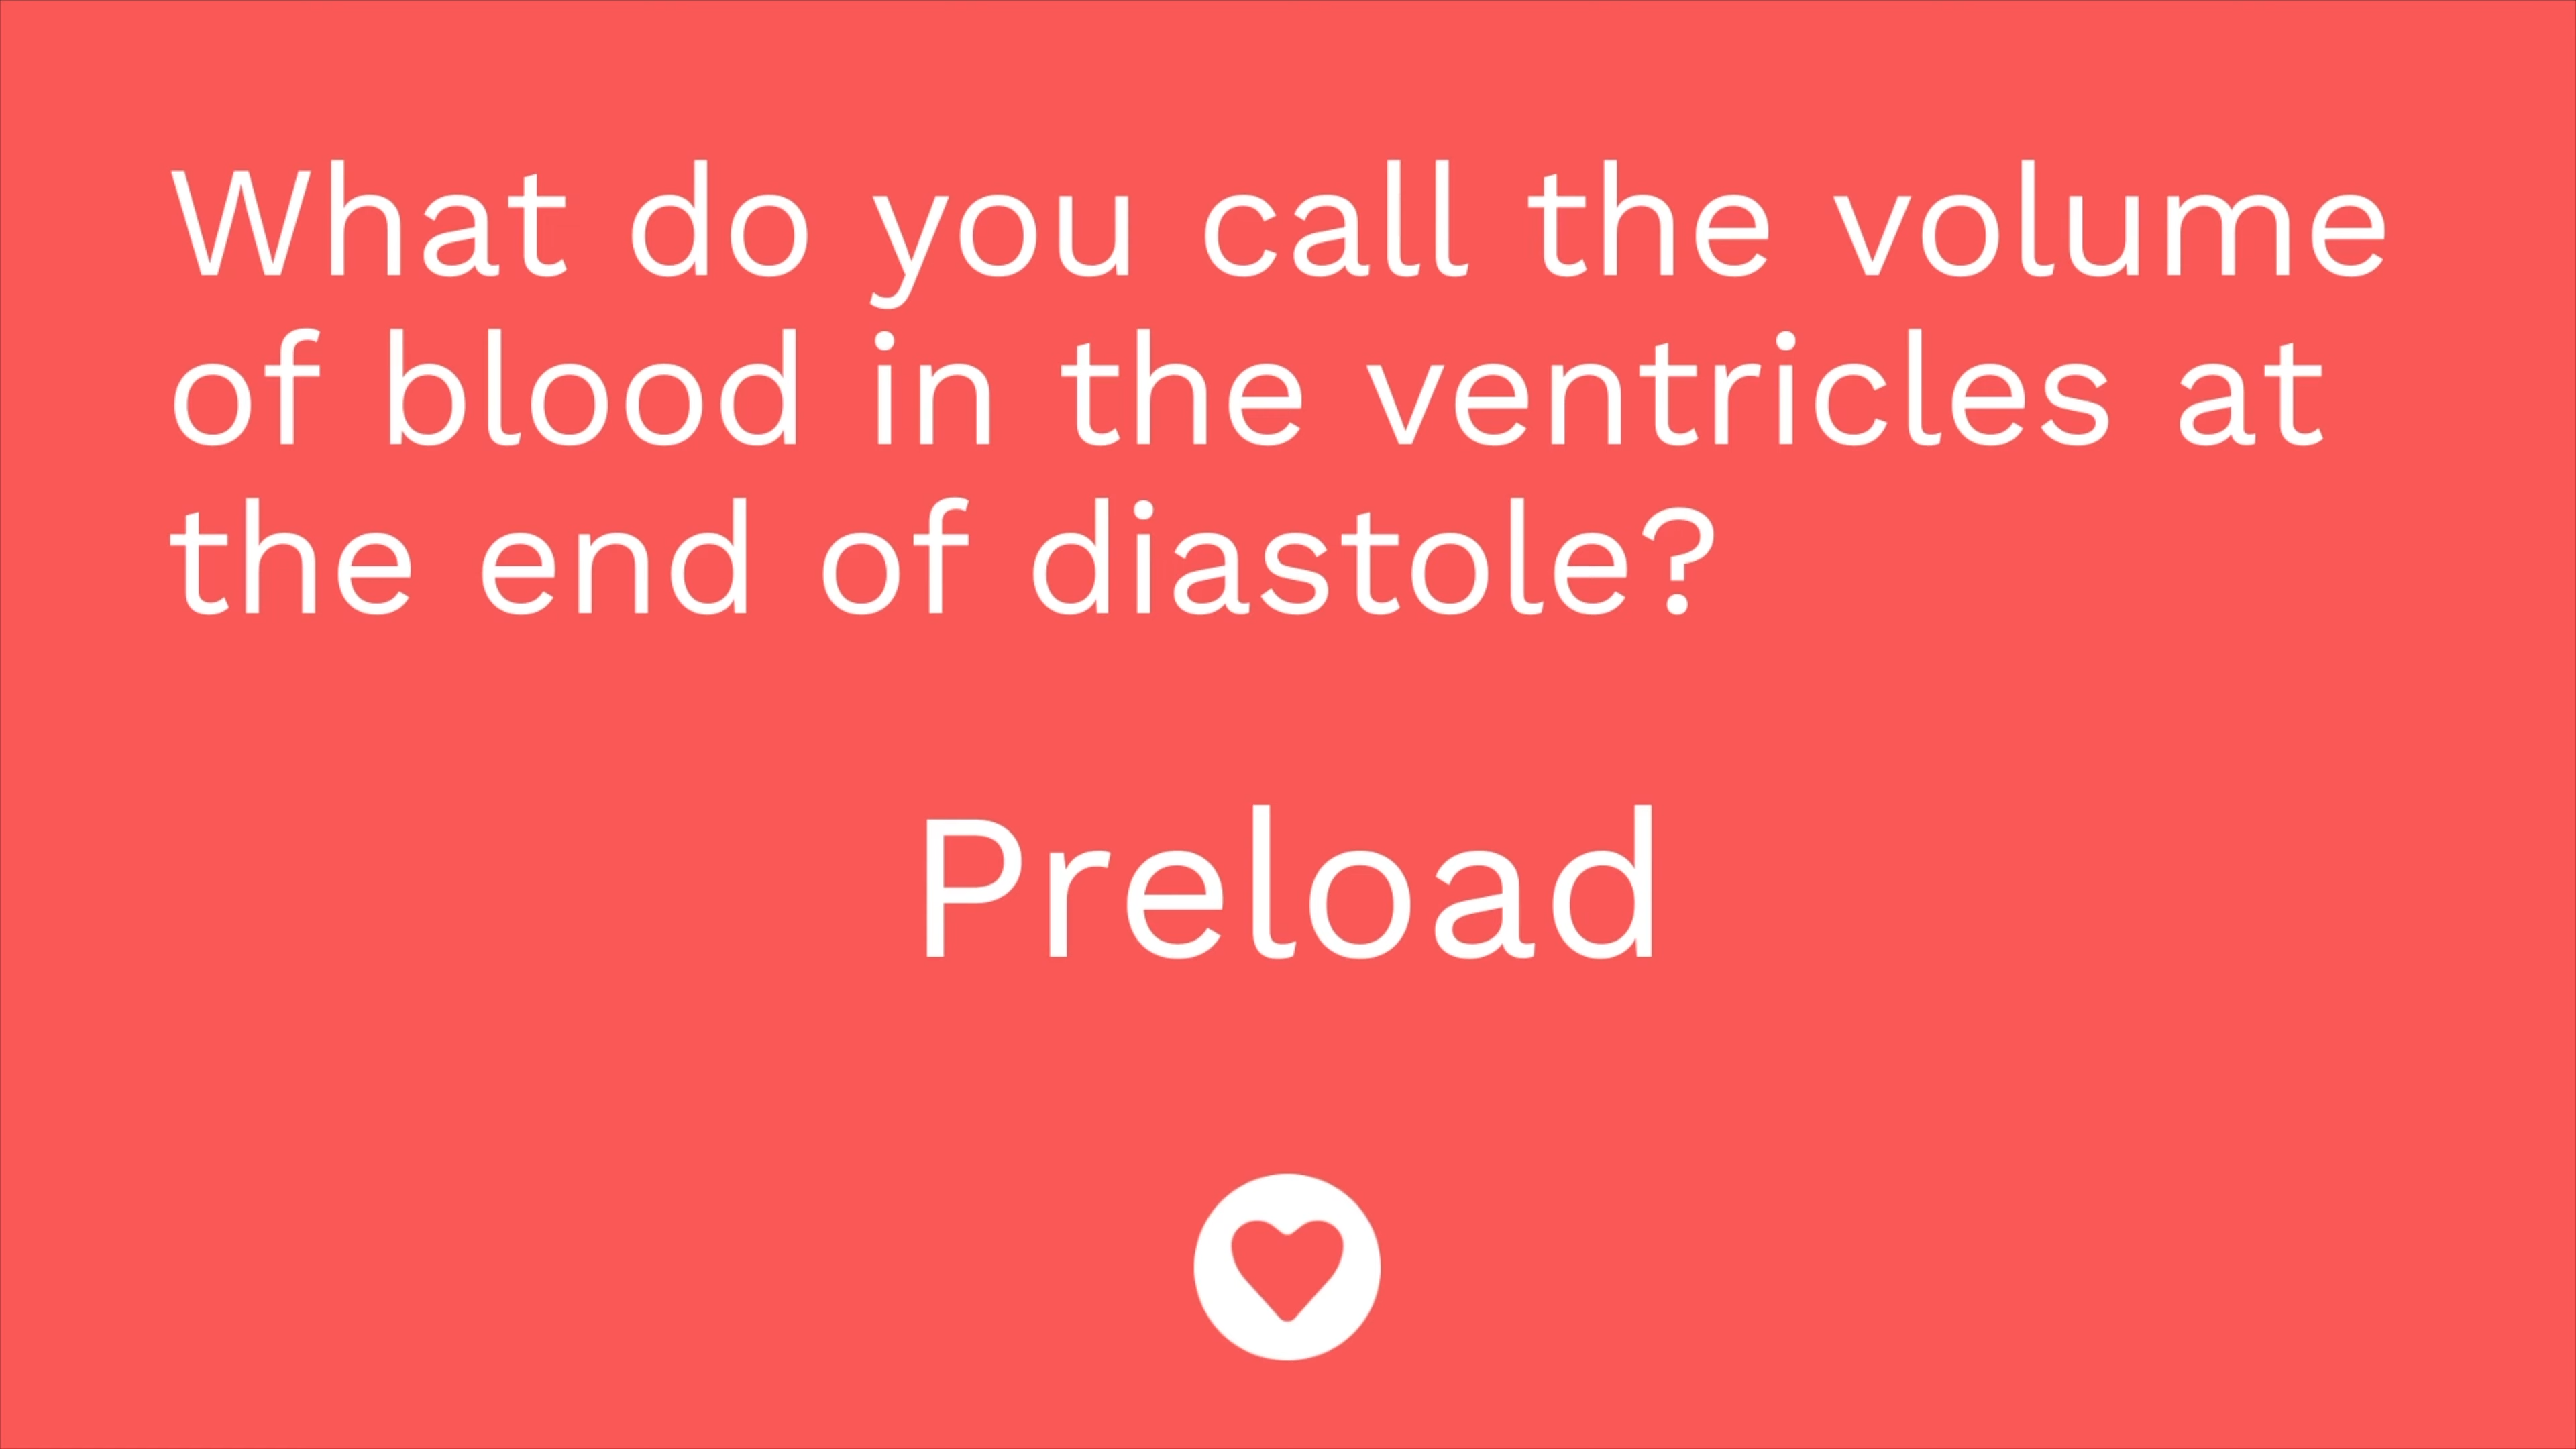 What do you call the volume
of blood in the ventricles at
the end of diastole?
Preload